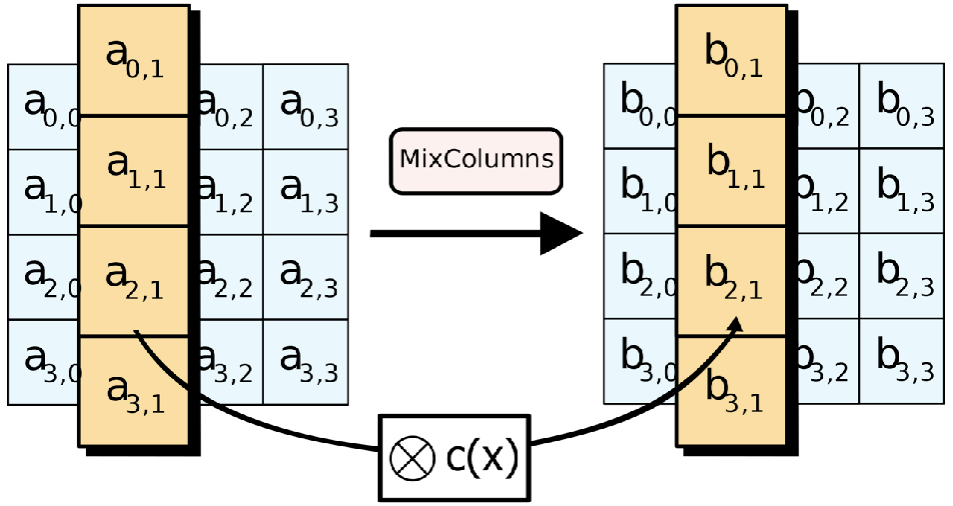 a0,1 b0,1
a0,0 a0,2 a0,3 b0,0 b0,2 b0,3
a1,1 MixColumns b1,1
a1,0 a1,2 a1,3 b1,0 b1,2 b1,3
a2,0 a2,1 a2,2 a2,3 b2,0 b2,1 b2,2 b2,3
a3,0 a3,2 a3,3 b3,0 b3,2 b3,3
a3,1 b3,1
⊗ c(x)